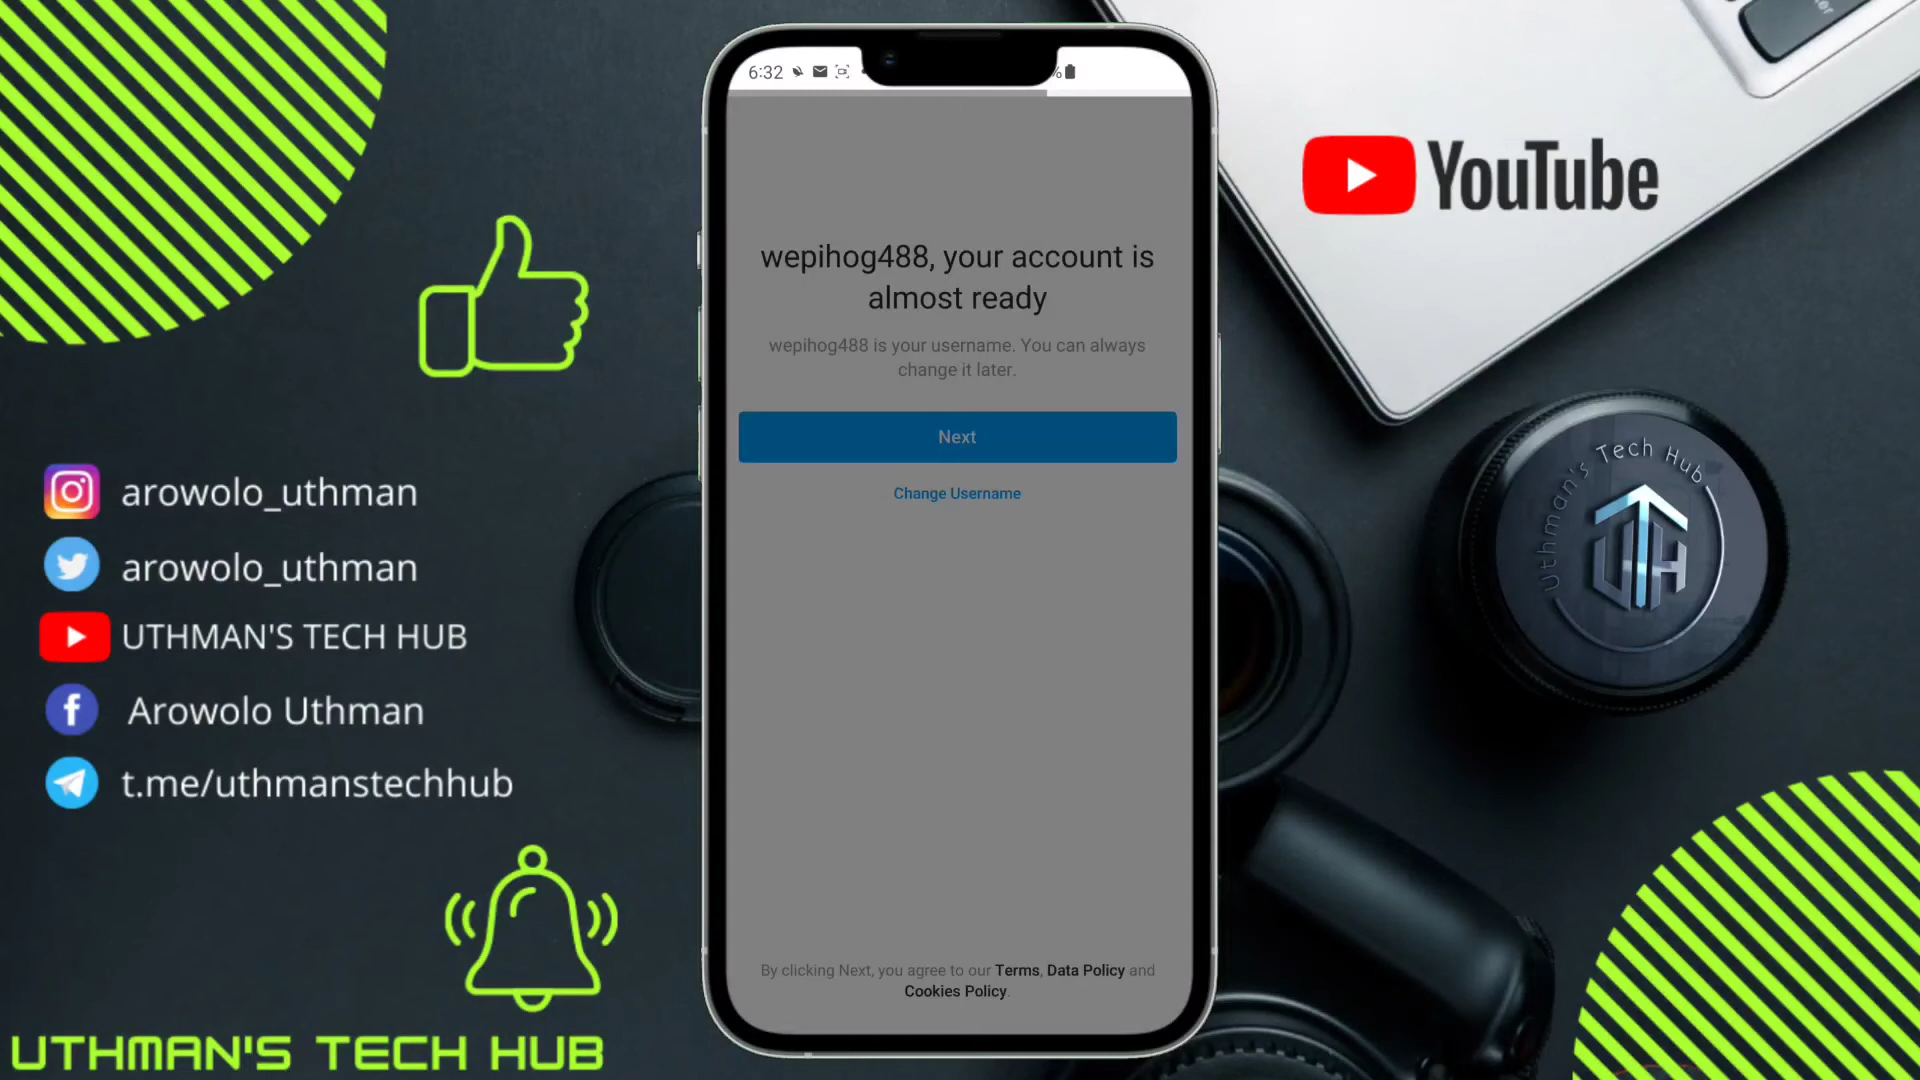 6:32
%
wepihog488, your account is
almost ready
wepihog488 is your username. You can always
change it later.
Next
Change Username
By clicking Next, you agree to our Terms, Data Policy and
Cookies Policy.
YouTube
Uthman's Tech Hub
UTH
arowolo_uthman
arowolo_uthman
UTHMAN'S TECH HUB
Arowolo Uthman
t.me/uthmanstechhub
UTHMAN'S TECH HUB